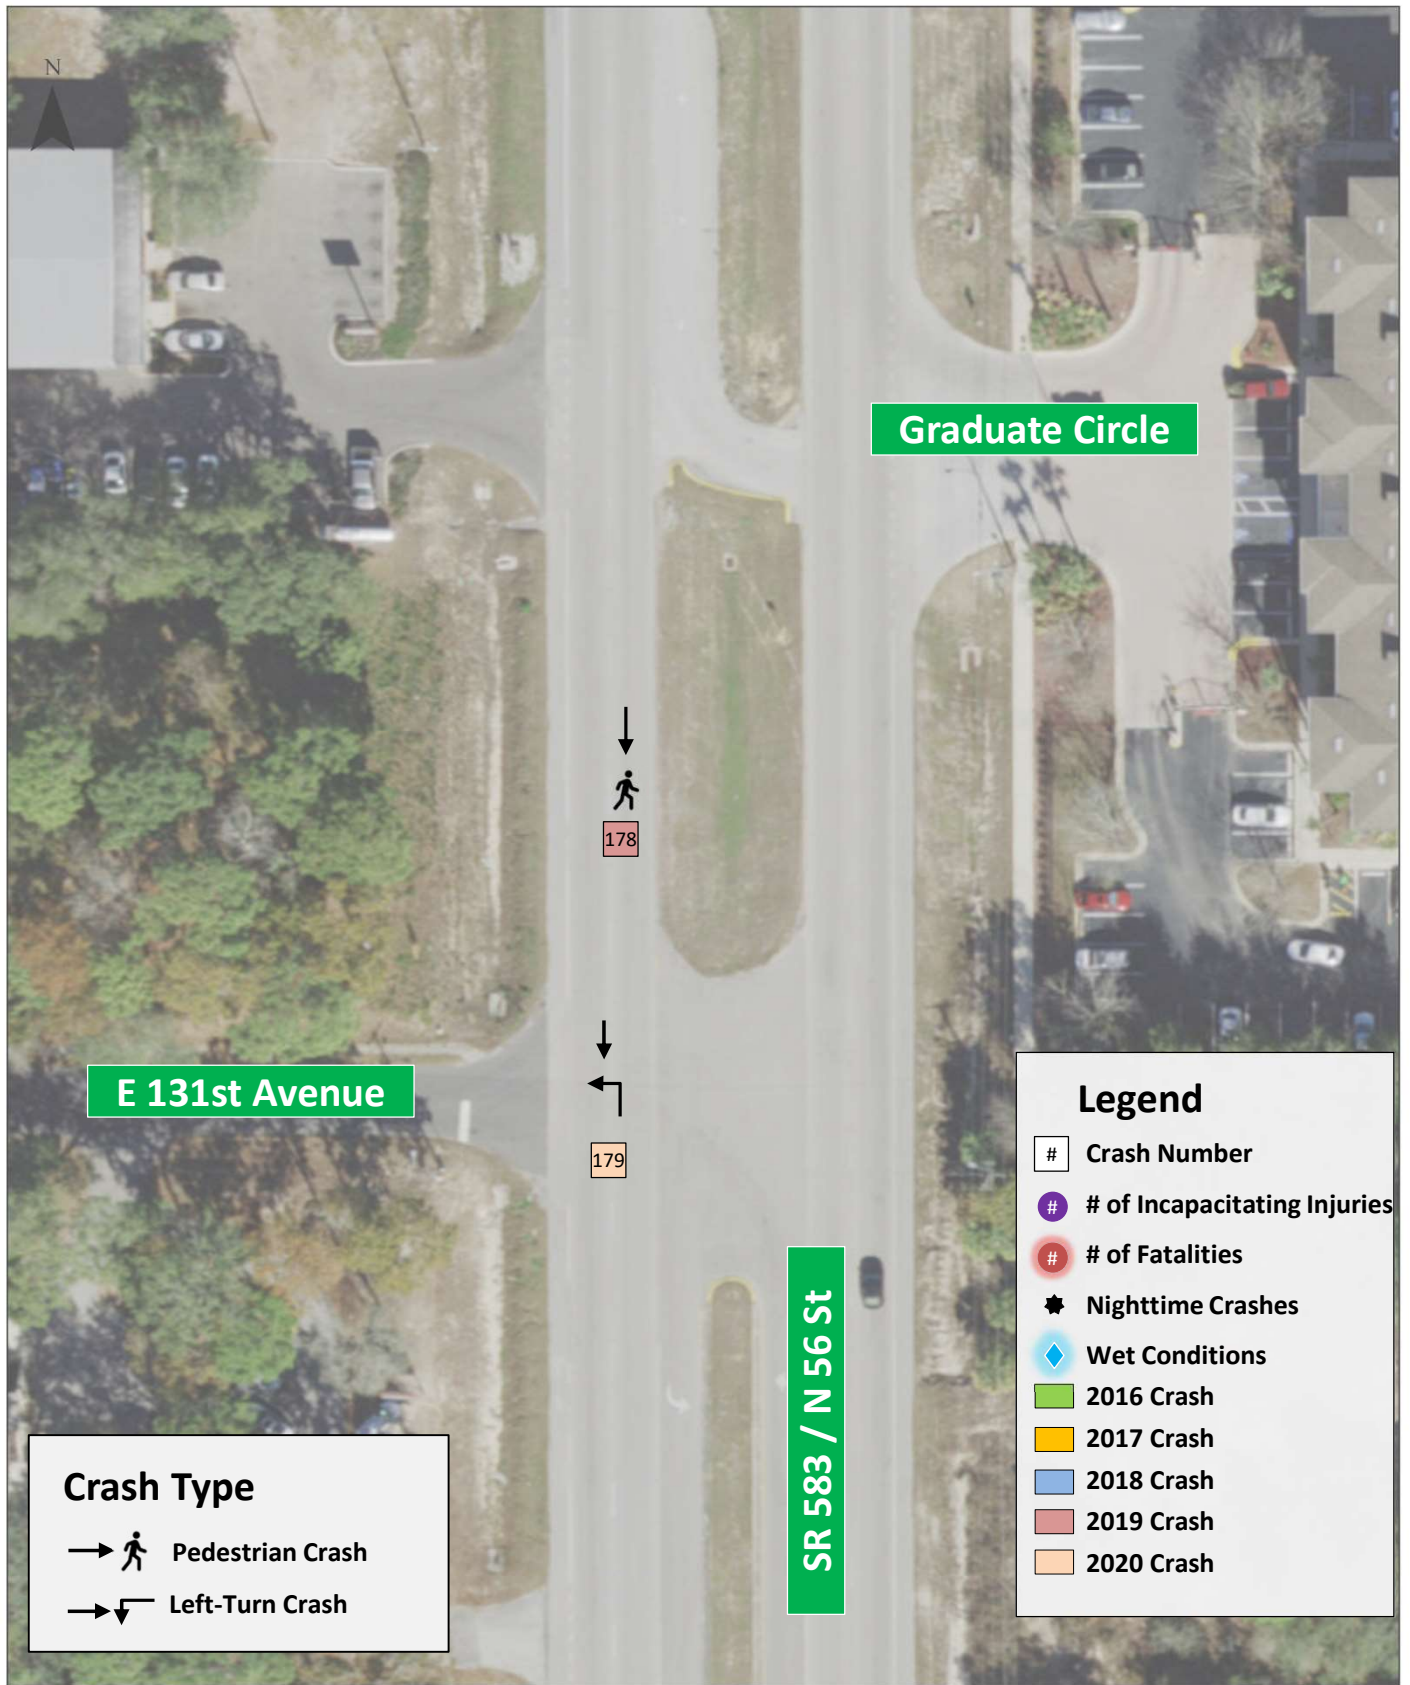 N
Graduate Circle
178
E 131st Avenue
179
SR 583 / N 56 St
Legend
# Crash Number
# # of Incapacitating Injuries
# # of Fatalities
Nighttime Crashes
Wet Conditions
2016 Crash
2017 Crash
2018 Crash
2019 Crash
2020 Crash
Crash Type
Pedestrian Crash
Left-Turn Crash